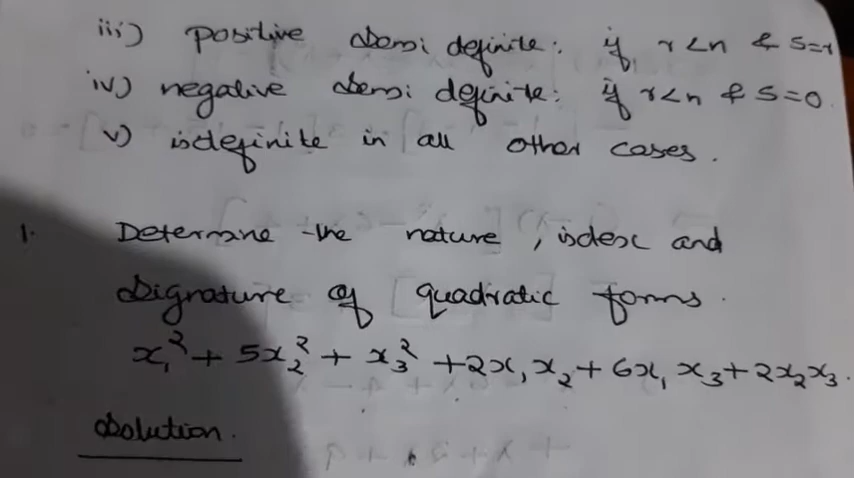 iii) positive semi definite: if r<n & s=r
iv) negative semi definite: if r<n & s=0.
v) indefinite in all other cases.
1. Determine the nature, index and
Signature of quadratic forms.
x₁² + 5x₂² + x₃² + 2x₁x₂ + 6x₁x₃ + 2x₂x₃.
Solution.